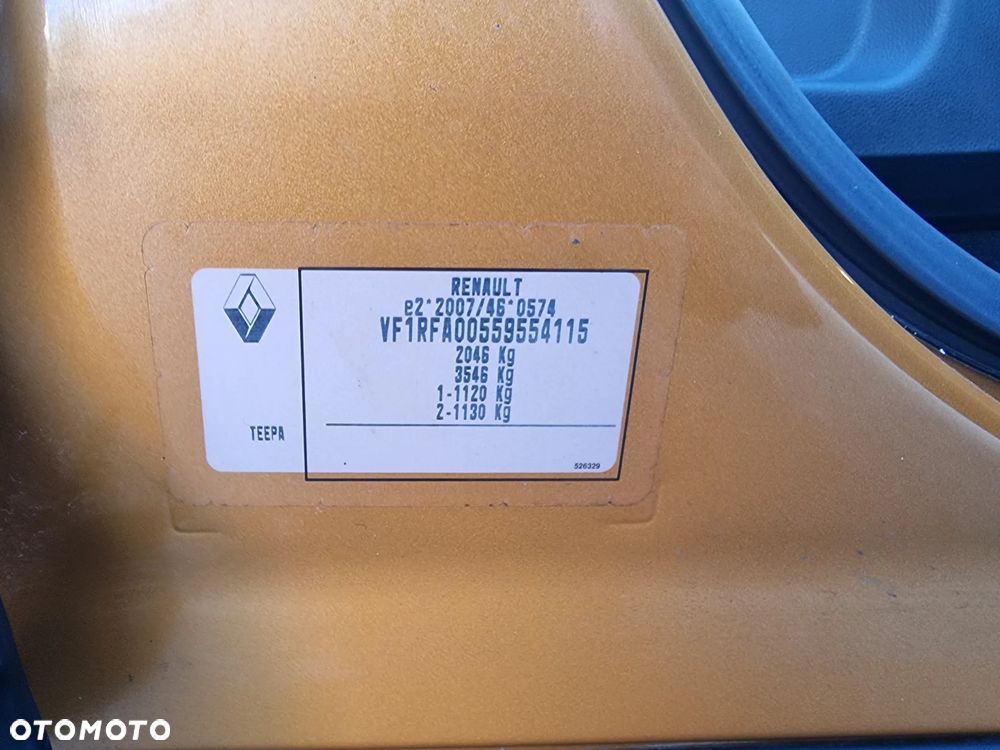 RENAULT
e2*2007/46*0574
VF1RFA00559554115
2046 Kg
3546 Kg
1-1120 Kg
2-1130 Kg
TEEPA
526329
OTOMOTO